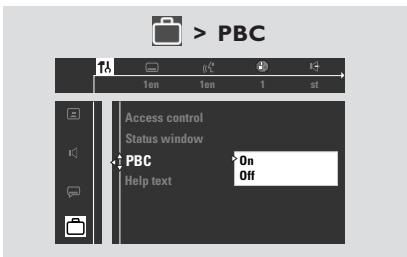 > PBC
1en 1en 1 st
Access control
Status window
PBC
On
Off
Help text